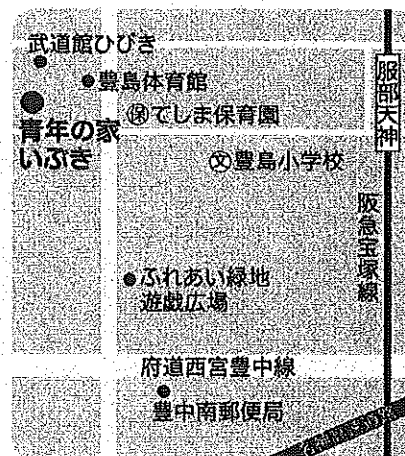 武道館ひびき
豊島体育館
服部天神
㋭てしま保育園
青年の家
いぶき
㋱豊島小学校
阪急宝塚線
ふれあい緑地
遊戯広場
府道西宮豊中線
豊中南郵便局